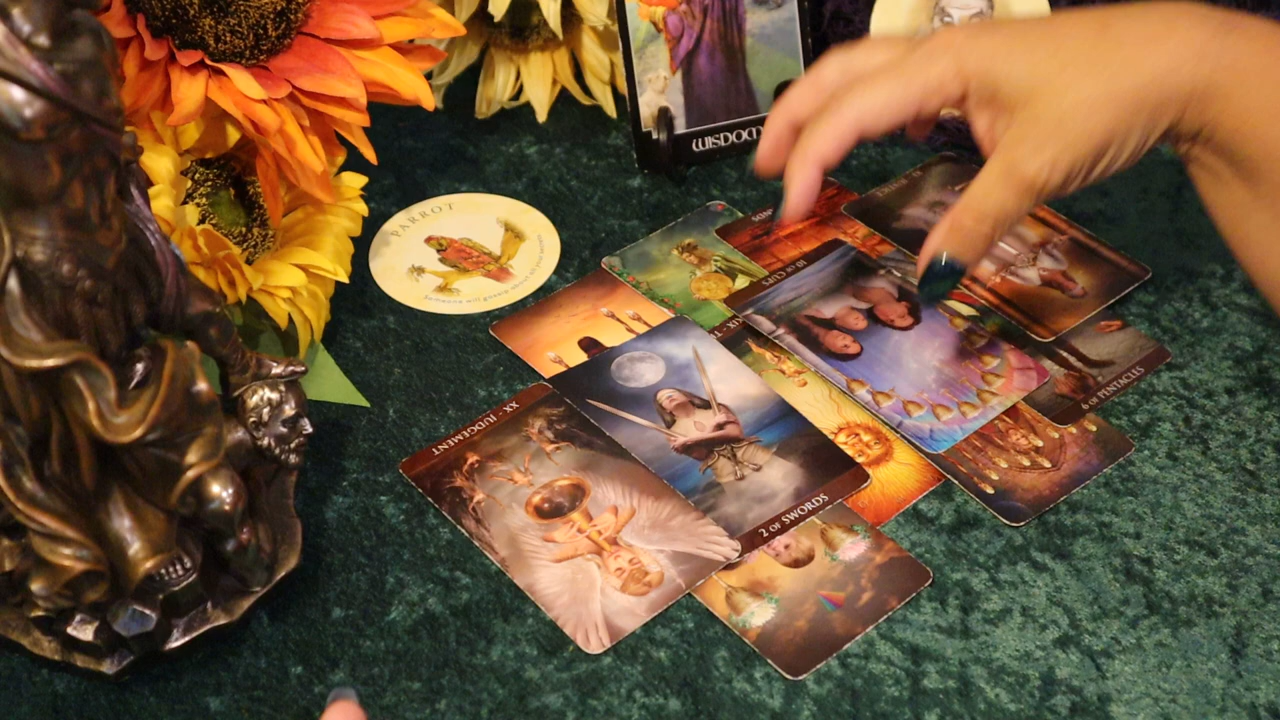 WISDOM
PARROT
Someone will gossip about all your secrets
10 OF CUPS
6 OF PENTACLES
XX - JUDGEMENT
2 OF SWORDS